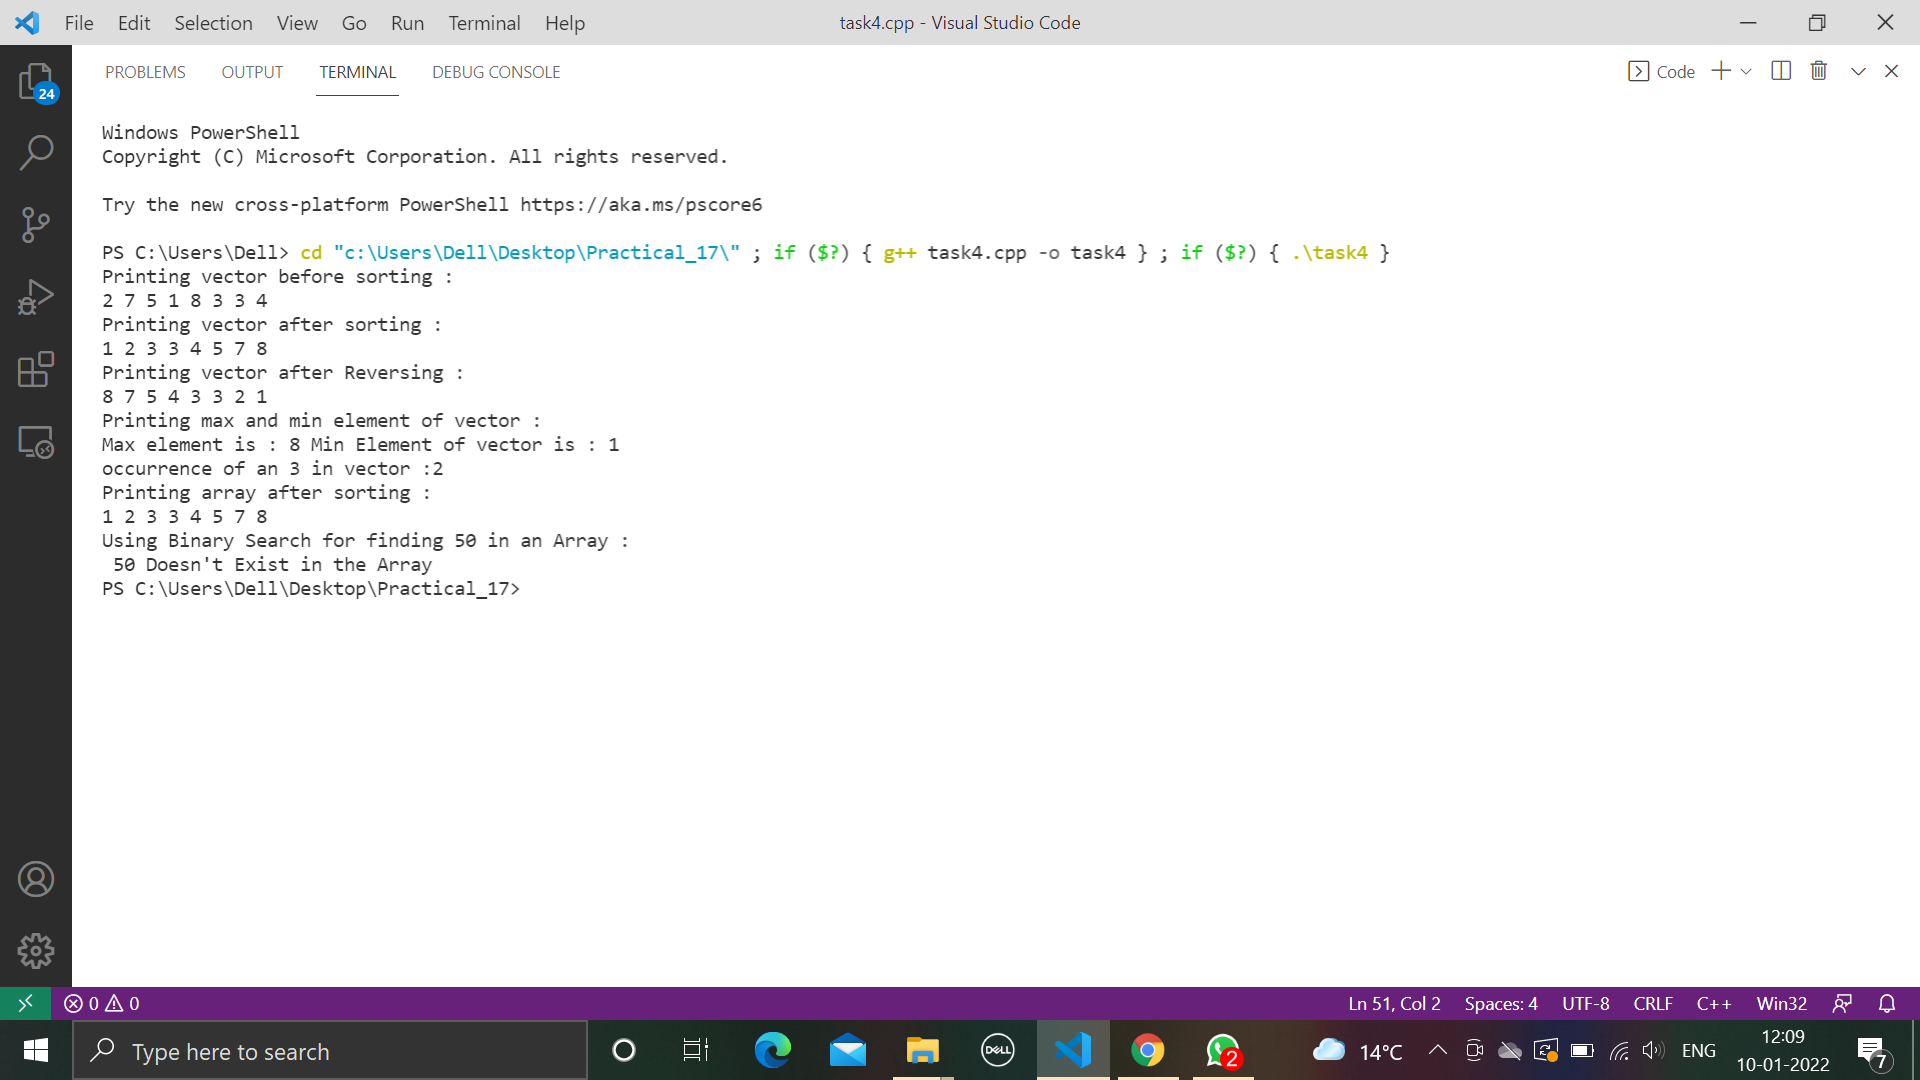 File Edit Selection View Go Run Terminal Help task4.cpp - Visual Studio Code
24
PROBLEMS OUTPUT TERMINAL DEBUG CONSOLE Code
Windows PowerShell
Copyright (C) Microsoft Corporation. All rights reserved.
Try the new cross-platform PowerShell https://aka.ms/pscore6
PS C:\Users\Dell> cd "c:\Users\Dell\Desktop\Practical_17\" ; if ($?) { g++ task4.cpp -o task4 } ; if ($?) { .\task4 }
Printing vector before sorting :
2 7 5 1 8 3 3 4
Printing vector after sorting :
1 2 3 3 4 5 7 8
Printing vector after Reversing :
8 7 5 4 3 3 2 1
Printing max and min element of vector :
Max element is : 8 Min Element of vector is : 1
occurrence of an 3 in vector :2
Printing array after sorting :
1 2 3 3 4 5 7 8
Using Binary Search for finding 50 in an Array :
 50 Doesn't Exist in the Array
PS C:\Users\Dell\Desktop\Practical_17>
0 0 Ln 51, Col 2 Spaces: 4 UTF-8 CRLF C++ Win32
Type here to search DELL 2 14°C ENG 12:09
10-01-2022 7